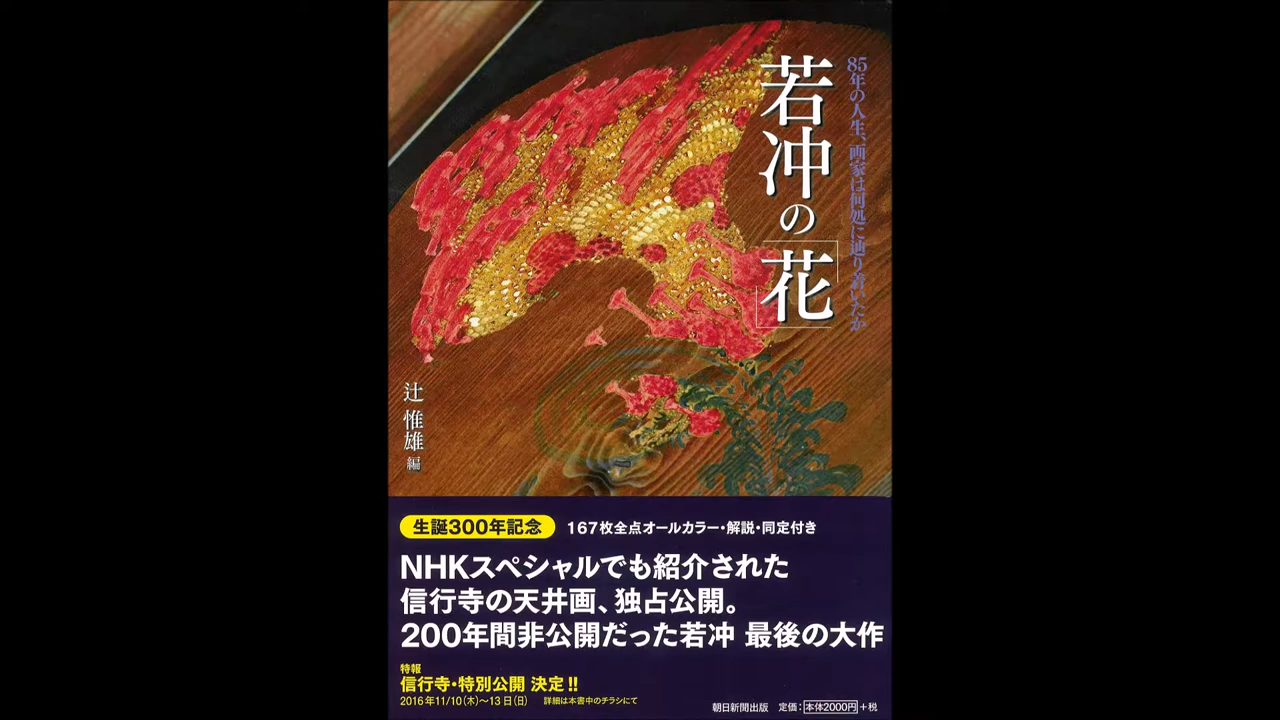 若冲の「花」
85年の人生、画家は何処に辿り着いたか
辻 惟雄 編
生誕300年記念 167枚全点オールカラー・解説・同定付き
NHKスペシャルでも紹介された
信行寺の天井画、独占公開。
200年間非公開だった若冲 最後の大作
特報
信行寺・特別公開 決定!!
2016年11/10(木)〜13日(日) 詳細は本書中のチラシにて
朝日新聞出版 定価:本体2000円+税